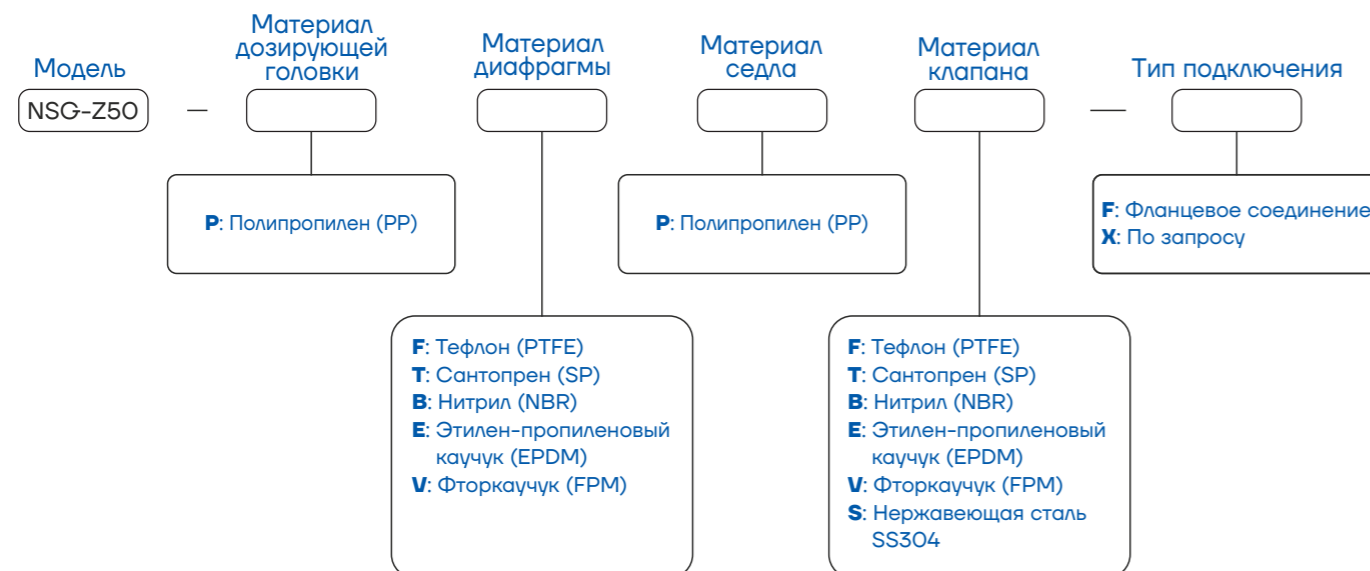 Модель
NSG-Z50
—
Материал
дозирующей
головки
P: Полипропилен (PP)
Материал
диафрагмы
F: Тефлон (PTFE)
T: Сантопрен (SP)
B: Нитрил (NBR)
E: Этилен-пропиленовый
каучук (EPDM)
V: Фторкаучук (FPM)
Материал
седла
P: Полипропилен (PP)
Материал
клапана
F: Тефлон (PTFE)
T: Сантопрен (SP)
B: Нитрил (NBR)
E: Этилен-пропиленовый
каучук (EPDM)
V: Фторкаучук (FPM)
S: Нержавеющая сталь
SS304
—
Тип подключения
F: Фланцевое соединение
X: По запросу